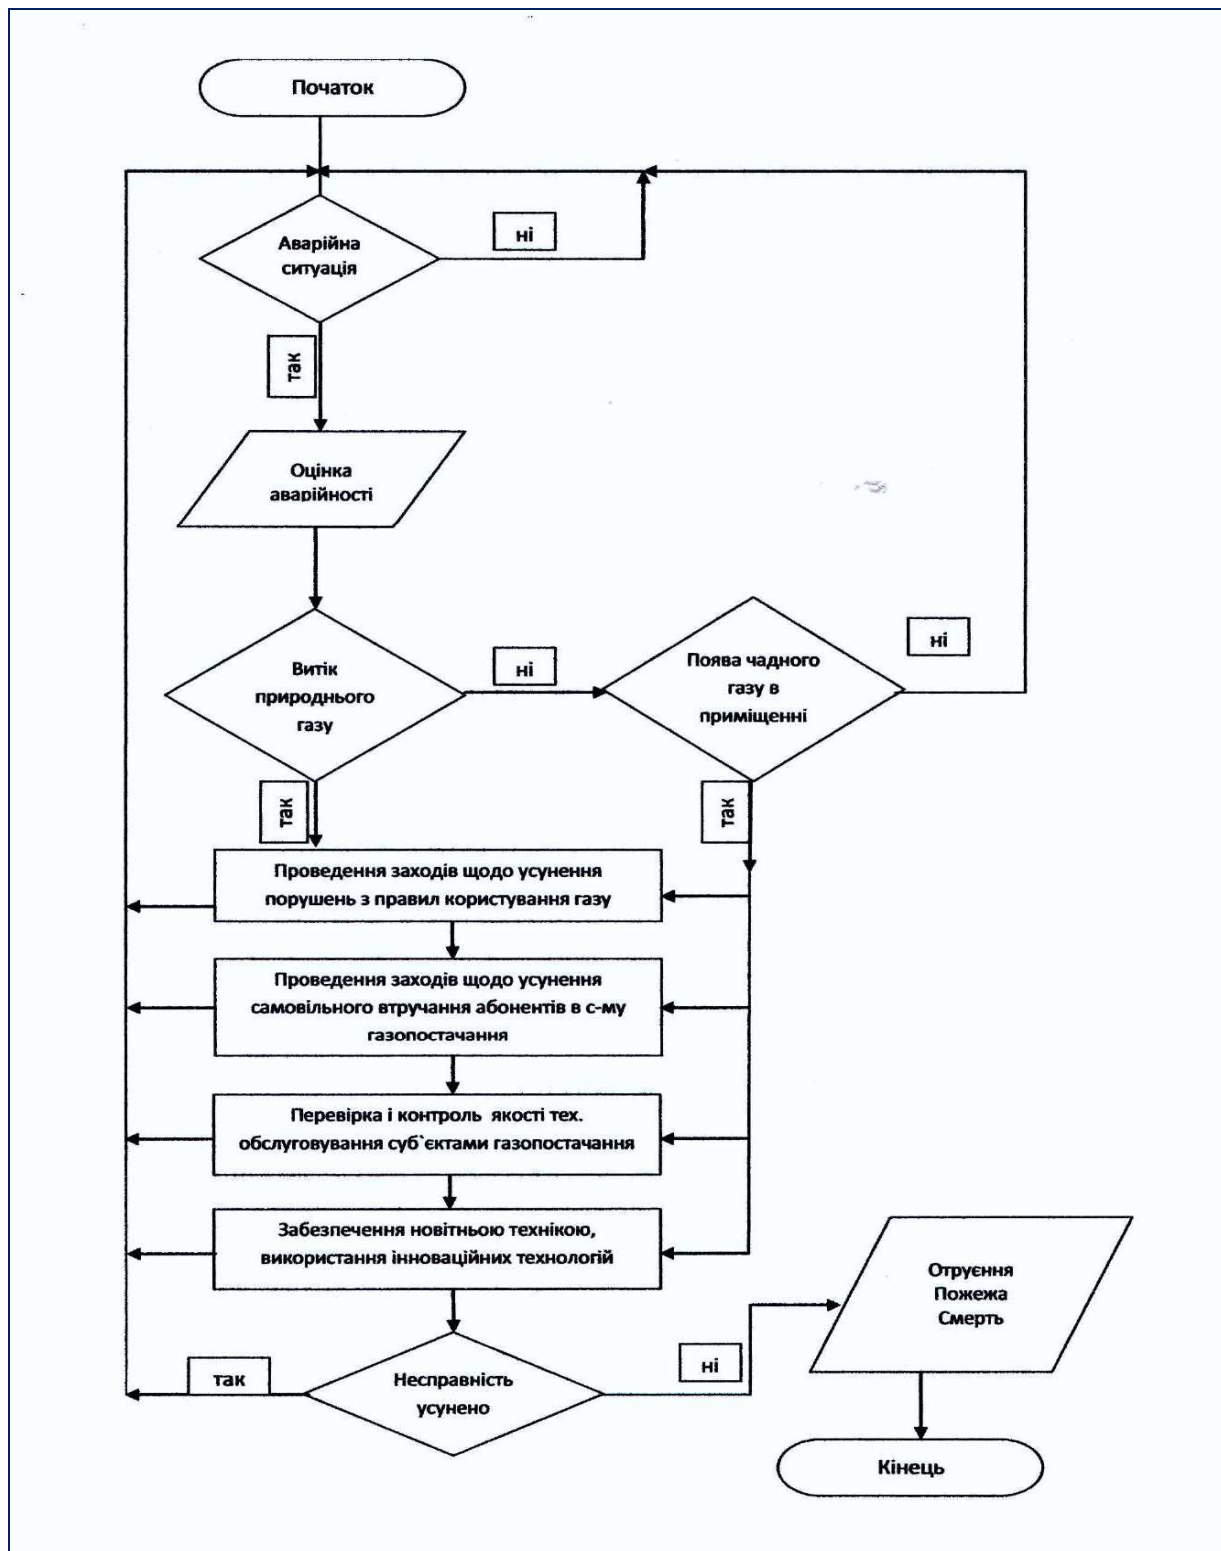 Початок
Аварійна
ситуація
ні
так
Оцінка
аварійності
Витік
природнього
газу
ні
Поява чадного
газу в
приміщенні
ні
так
так
Проведення заходів щодо усунення
порушень з правил користування газу
Проведення заходів щодо усунення
самовільного втручання абонентів в с-му
газопостачання
Перевірка і контроль якості тех.
обслуговування суб`єктами газопостачання
Забезпечення новітньою технікою,
використання інноваційних технологій
Отруєння
Пожежа
Смерть
так
Несправність
усунено
ні
Кінець